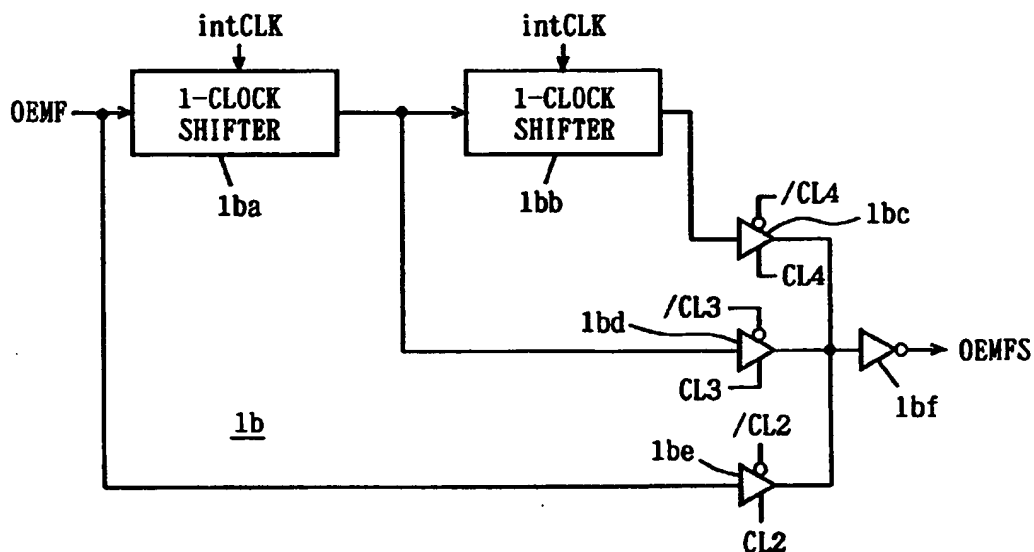 intCLK
intCLK
OEMF
1-CLOCK
SHIFTER
1-CLOCK
SHIFTER
1ba
1bb
/CL4
1bc
CL4
/CL3
1bd
CL3
OEMFS
1bf
1b
/CL2
1be
CL2